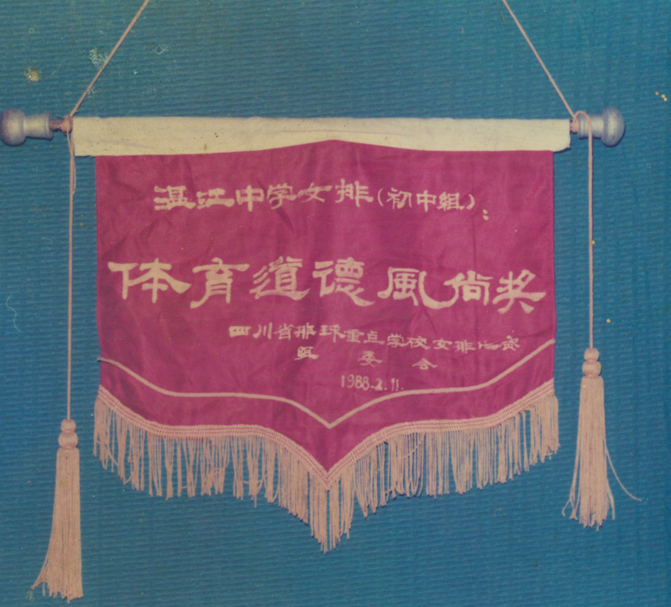 温江中学女排(初中组):
体育道德風尚奖
四川省排球重点学校女排比赛
委会
1988.2.11.